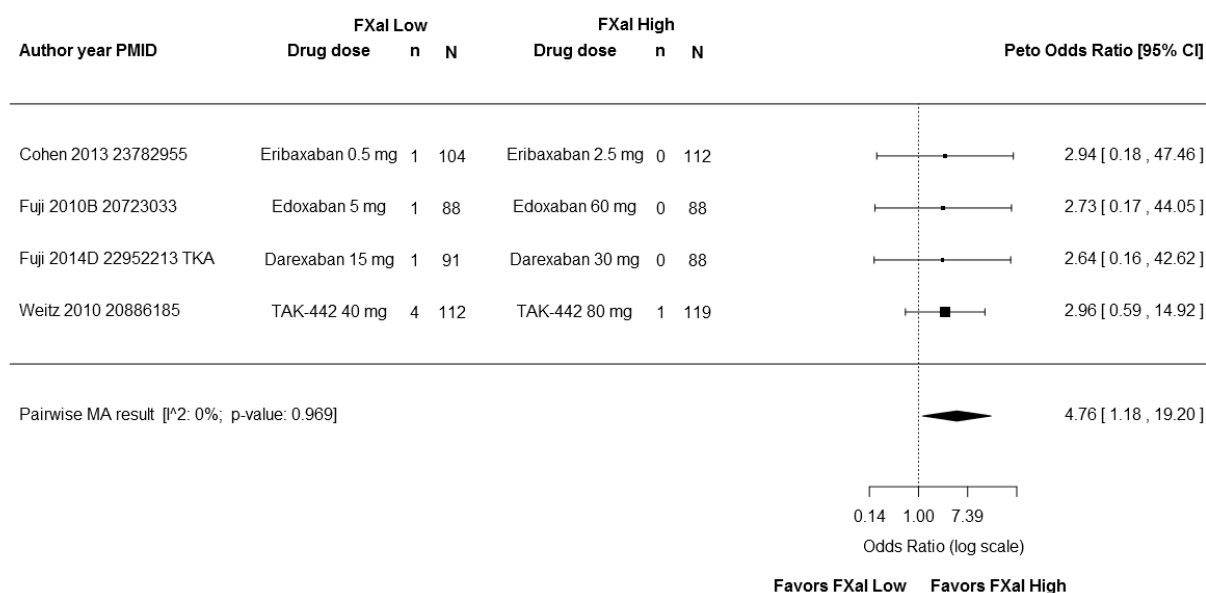 FXaI Low FXaI High
Author year PMID Drug dose n N Drug dose n N Peto Odds Ratio [95% CI]
Cohen 2013 23782955 Eribaxaban 0.5 mg 1 104 Eribaxaban 2.5 mg 0 112 2.94 [ 0.18 , 47.46 ]
Fuji 2010B 20723033 Edoxaban 5 mg 1 88 Edoxaban 60 mg 0 88 2.73 [ 0.17 , 44.05 ]
Fuji 2014D 22952213 TKA Darexaban 15 mg 1 91 Darexaban 30 mg 0 88 2.64 [ 0.16 , 42.62 ]
Weitz 2010 20886185 TAK-442 40 mg 4 112 TAK-442 80 mg 1 119 2.96 [ 0.59 , 14.92 ]
Pairwise MA result [I^2: 0%; p-value: 0.969] 4.76 [ 1.18 , 19.20 ]
0.14 1.00 7.39
Odds Ratio (log scale)
Favors FXaI Low Favors FXaI High